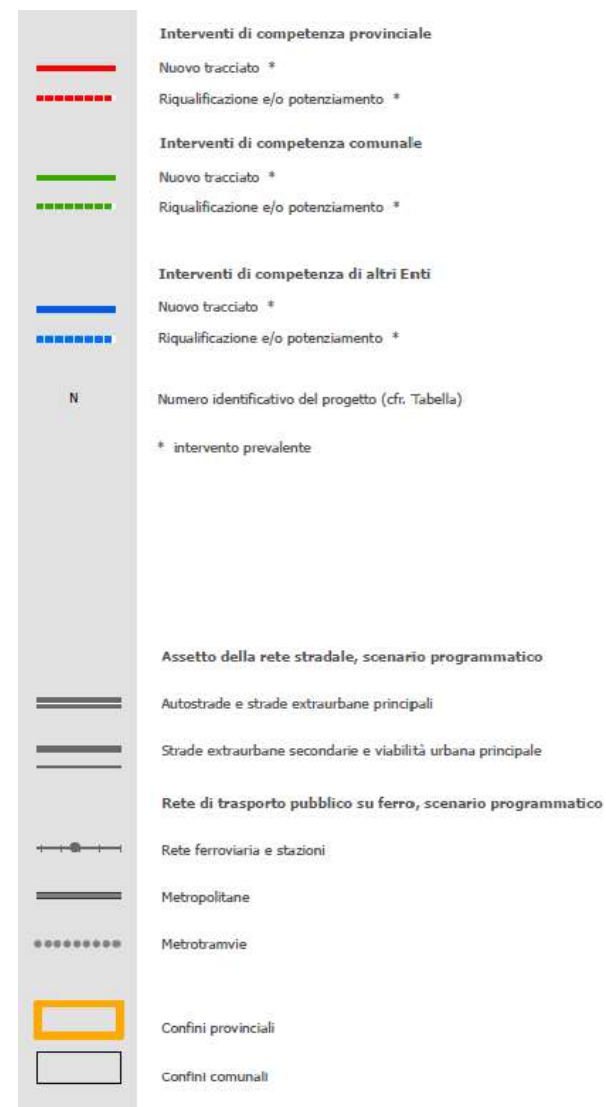 Interventi di competenza provinciale
Nuovo tracciato *
Riqualificazione e/o potenziamento *
Interventi di competenza comunale
Nuovo tracciato *
Riqualificazione e/o potenziamento *
Interventi di competenza di altri Enti
Nuovo tracciato *
Riqualificazione e/o potenziamento *
N Numero identificativo del progetto (cfr. Tabella)
* intervento prevalente
Assetto della rete stradale, scenario programmatico
Autostrade e strade extraurbane principali
Strade extraurbane secondarie e viabilità urbana principale
Rete di trasporto pubblico su ferro, scenario programmatico
Rete ferroviaria e stazioni
Metropolitane
Metrotramvie
Confini provinciali
Confini comunali